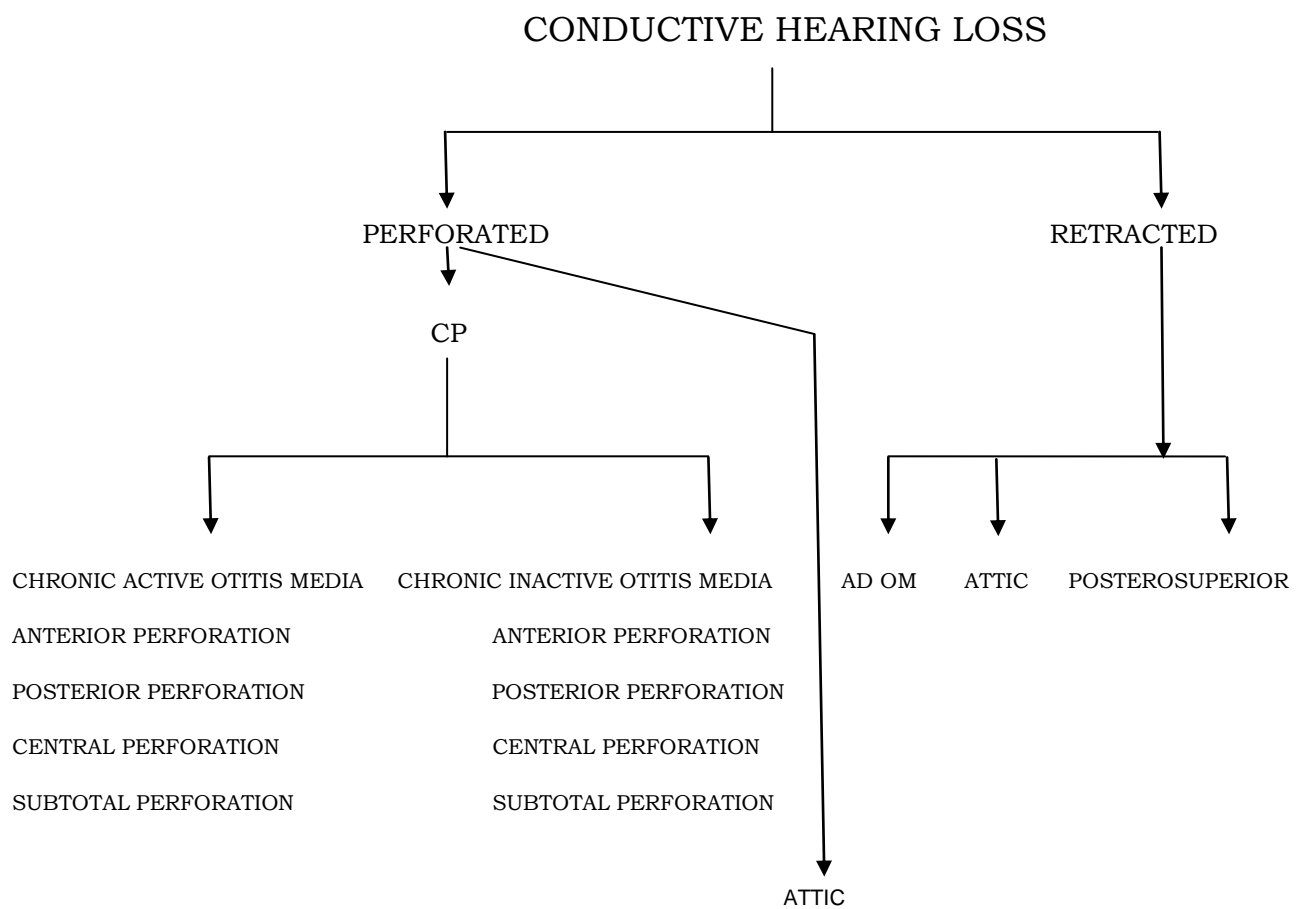 CONDUCTIVE HEARING LOSS
PERFORATED
RETRACTED
CP
CHRONIC ACTIVE OTITIS MEDIA
ANTERIOR PERFORATION
POSTERIOR PERFORATION
CENTRAL PERFORATION
SUBTOTAL PERFORATION
CHRONIC INACTIVE OTITIS MEDIA
ANTERIOR PERFORATION
POSTERIOR PERFORATION
CENTRAL PERFORATION
SUBTOTAL PERFORATION
AD OM
ATTIC
POSTEROSUPERIOR
ATTIC